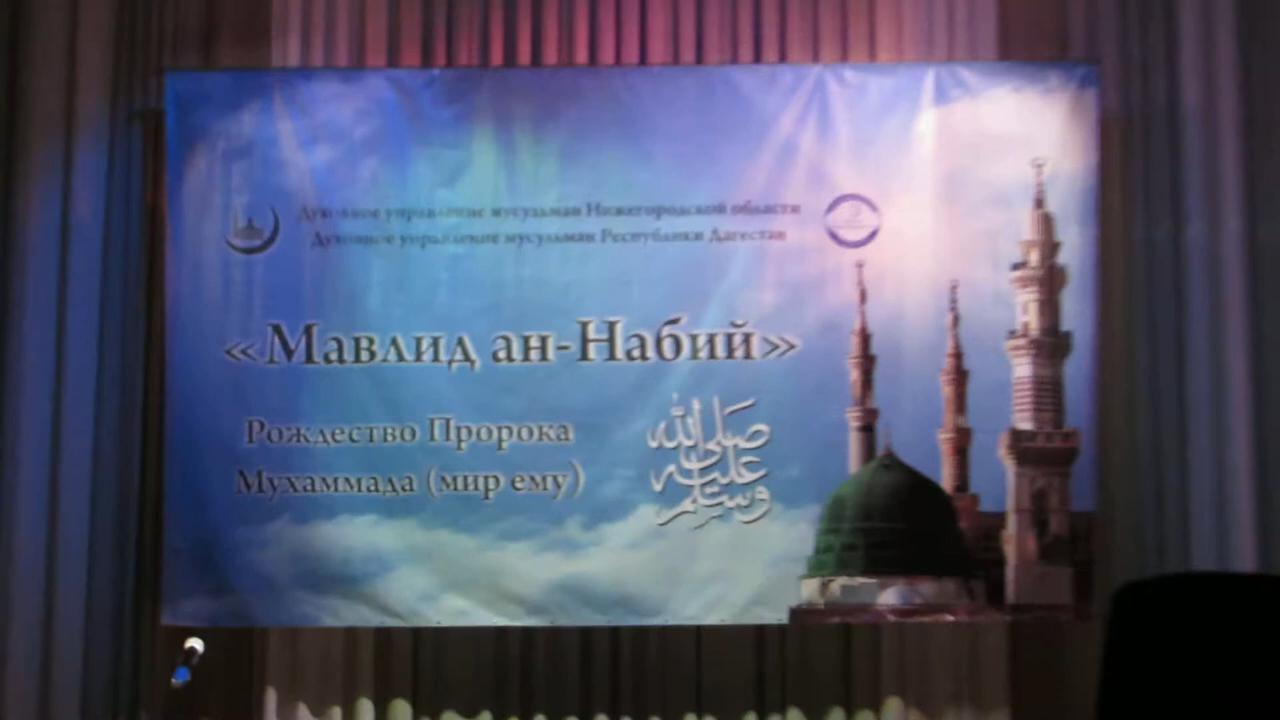 Духовное управление мусульман Нижегородской области
Духовное управление мусульман Республики Дагестан
«Мавлид ан-Набий»
Рождество Пророка
Мухаммада (мир ему)
صلى الله
عليه
وسلم